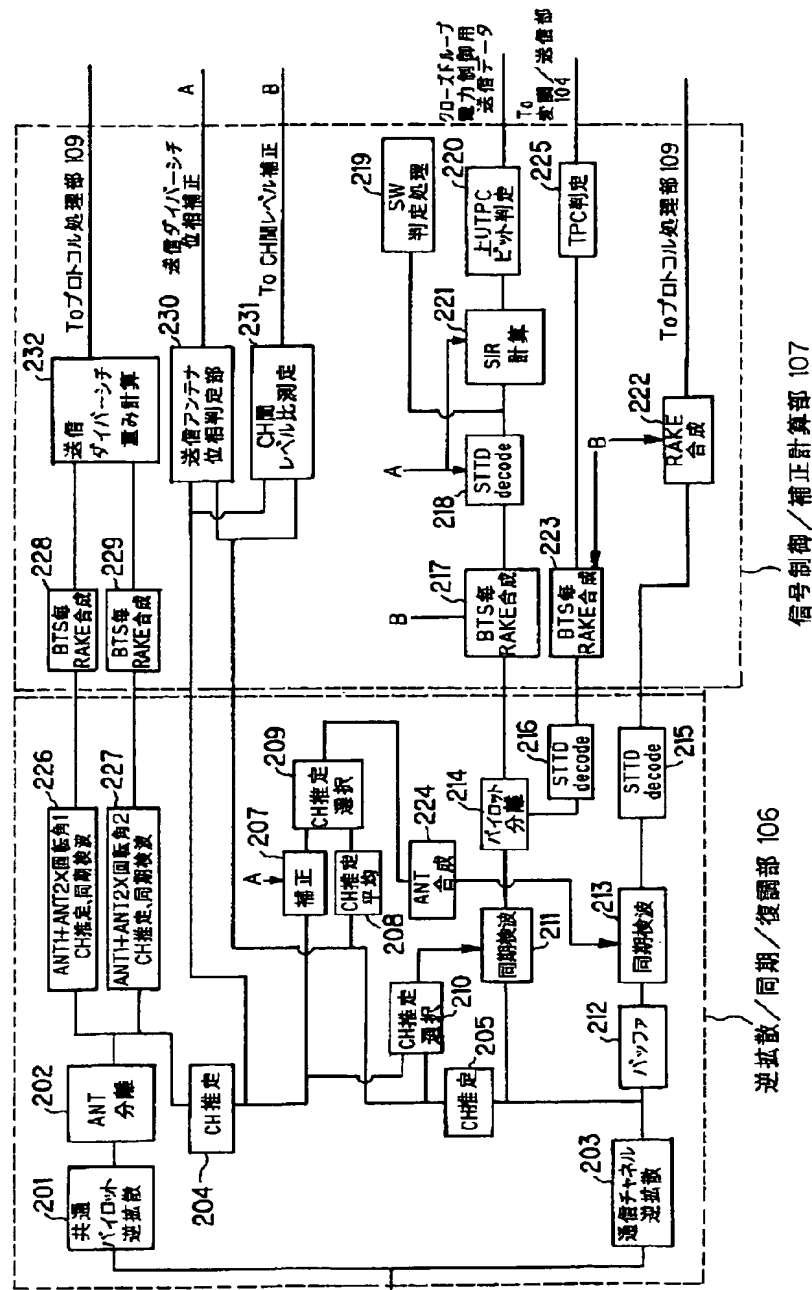 201
共通
パイロット
逆拡散
202
ANT
分離
226
ANT1+ANT2X回転角1
CH推定、同期検波
227
ANT1+ANT2X回転角2
CH推定、同期検波
228
BTS毎
RAKE合成
229
BTS毎
RAKE合成
232
送信
ダイバーシチ
重み計算
Toプロトコル処理部 109
204
CH推定
230
送信アンテナ
位相判定部
送信ダイバーシチ
位相補正
A
231
CH間
レベル比測定
To CH間レベル補正
B
A
207
補正
208
CH推定
平均
209
CH推定
選択
210
CH推定
選択
205
CH推定
224
ANT
合成
211
同期検波
214
パイロット
分離
216
STTD
decode
B
217
BTS毎
RAKE合成
A
218
STTD
decode
219
SW
判定処理
221
SIR
計算
220
上りTPC
ビット判定
クローズドループ
電力制御用
送信データ
223
BTS毎
RAKE合成
225
TPC判定
To
変調/送信部
104
B
203
通信チャネル
逆拡散
212
バッファ
213
同期検波
215
STTD
decode
222
RAKE
合成
Toプロトコル処理部 109
逆拡散/同期/復調部 106
信号制御/補正計算部 107